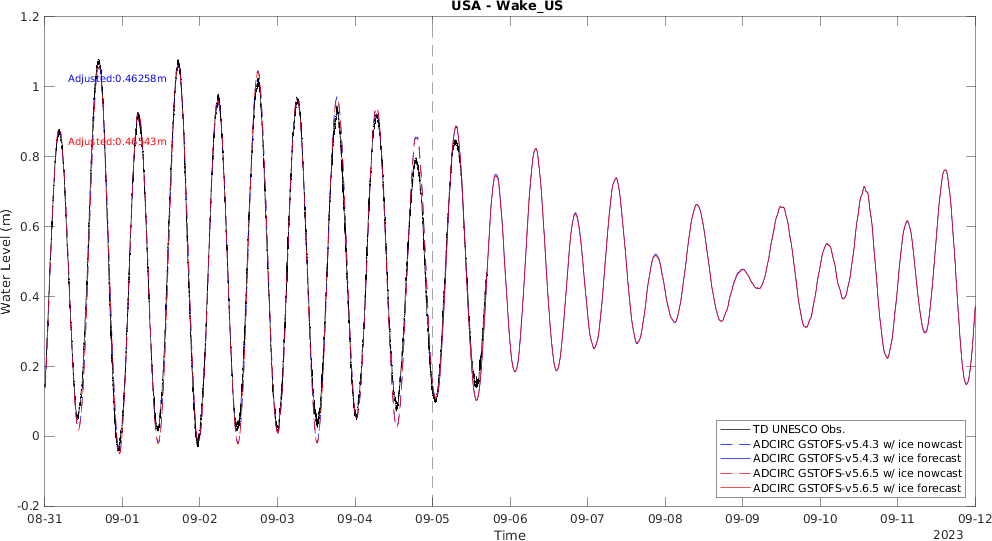 USA - Wake_US
1.2
1
0.8
0.6
0.4
0.2
0
-0.2
Water Level (m)
Adjusted:0.46258m
Adjusted:0.46543m
TD UNESCO Obs.
ADCIRC GSTOFS-v5.4.3 w/ ice nowcast
ADCIRC GSTOFS-v5.4.3 w/ ice forecast
ADCIRC GSTOFS-v5.6.5 w/ ice nowcast
ADCIRC GSTOFS-v5.6.5 w/ ice forecast
08-31 09-01 09-02 09-03 09-04 09-05 09-06 09-07 09-08 09-09 09-10 09-11 09-12
Time
2023